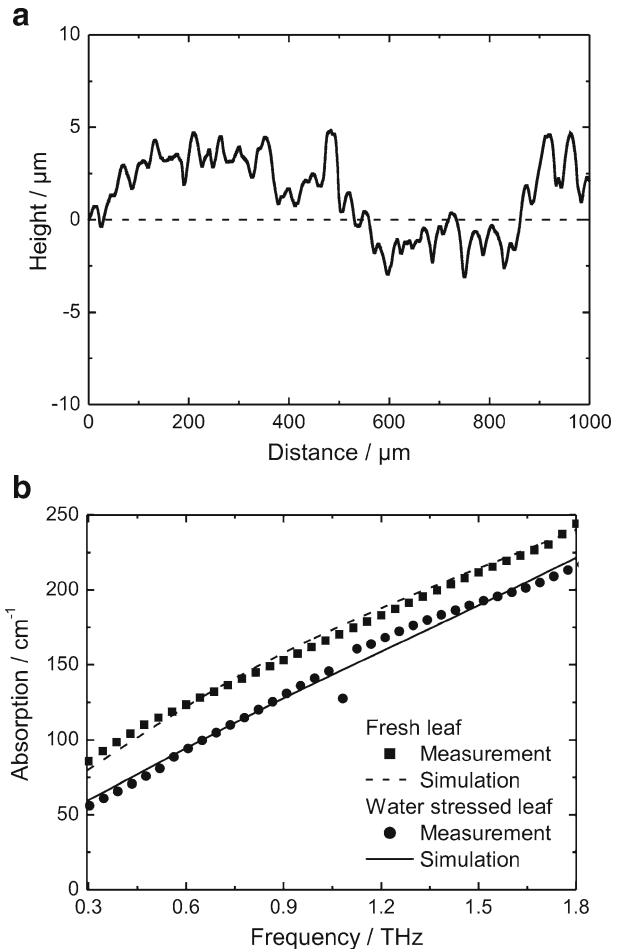 a
10
5
0
-5
-10
Height / μm
0 200 400 600 800 1000
Distance / μm
b
250
200
150
100
50
0
Absorption / cm⁻¹
Fresh leaf
Measurement
Simulation
Water stressed leaf
Measurement
Simulation
0.3 0.6 0.9 1.2 1.5 1.8
Frequency / THz